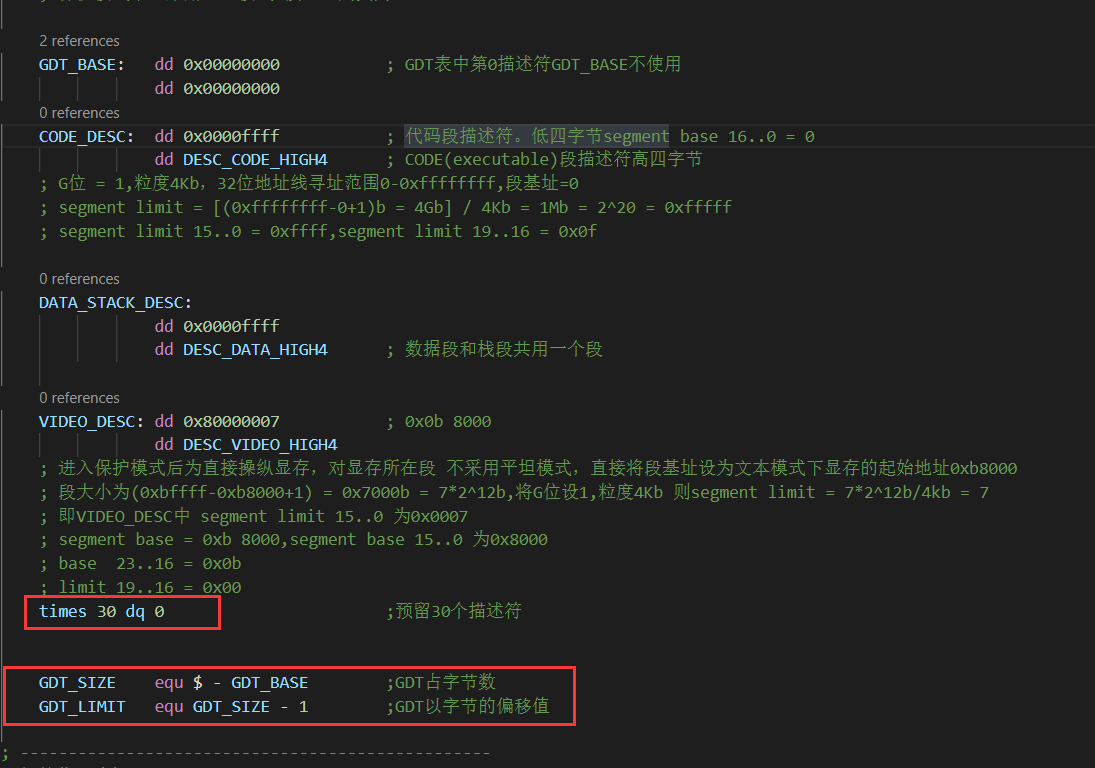 2 references
GDT_BASE: dd 0x00000000 ; GDT表中第0描述符GDT_BASE不使用
dd 0x00000000
0 references
CODE_DESC: dd 0x0000ffff ; 代码段描述符。低四字节segment base 16..0 = 0
dd DESC_CODE_HIGH4 ; CODE(executable)段描述符高四字节
; G位 = 1,粒度4Kb，32位地址线寻址范围0-0xffffffff,段基址=0
; segment limit = [(0xffffffff-0+1)b = 4Gb] / 4Kb = 1Mb = 2^20 = 0xfffff
; segment limit 15..0 = 0xffff,segment limit 19..16 = 0x0f
0 references
DATA_STACK_DESC:
dd 0x0000ffff
dd DESC_DATA_HIGH4 ; 数据段和栈段共用一个段
0 references
VIDEO_DESC: dd 0x80000007 ; 0x0b 8000
dd DESC_VIDEO_HIGH4
; 进入保护模式后为直接操纵显存，对显存所在段 不采用平坦模式，直接将段基址设为文本模式下显存的起始地址0xb8000
; 段大小为(0xbffff-0xb8000+1) = 0x7000b = 7*2^12b,将G位设1,粒度4Kb 则segment limit = 7*2^12b/4kb = 7
; 即VIDEO_DESC中 segment limit 15..0 为0x0007
; segment base = 0xb 8000,segment base 15..0 为0x8000
; base 23..16 = 0x0b
; limit 19..16 = 0x00
times 30 dq 0 ;预留30个描述符
GDT_SIZE equ $ - GDT_BASE ;GDT占字节数
GDT_LIMIT equ GDT_SIZE - 1 ;GDT以字节的偏移值
; -------------------------------------------------